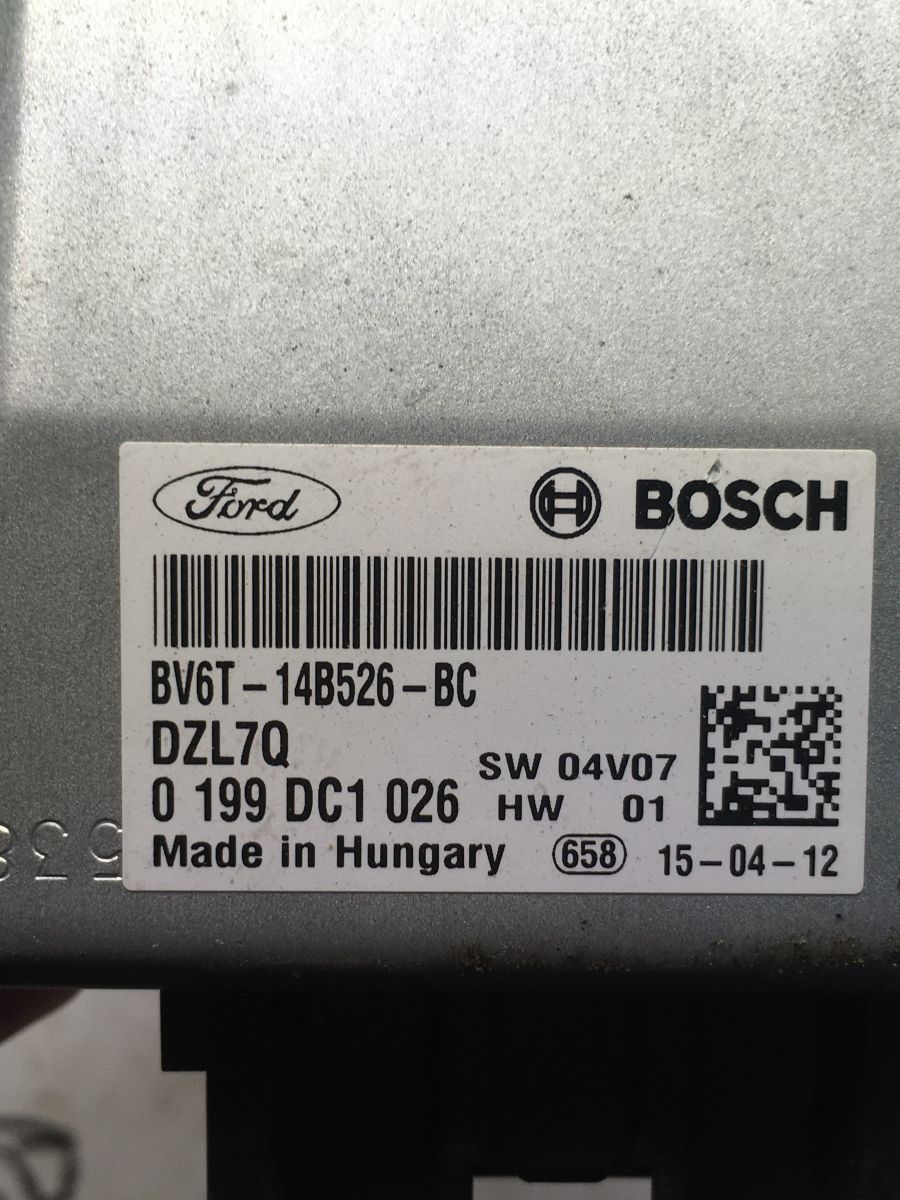 Ford BOSCH
BV6T-14B526-BC
DZL7Q
SW 04V07
0 199 DC1 026 HW 01
Made in Hungary 658 15-04-12